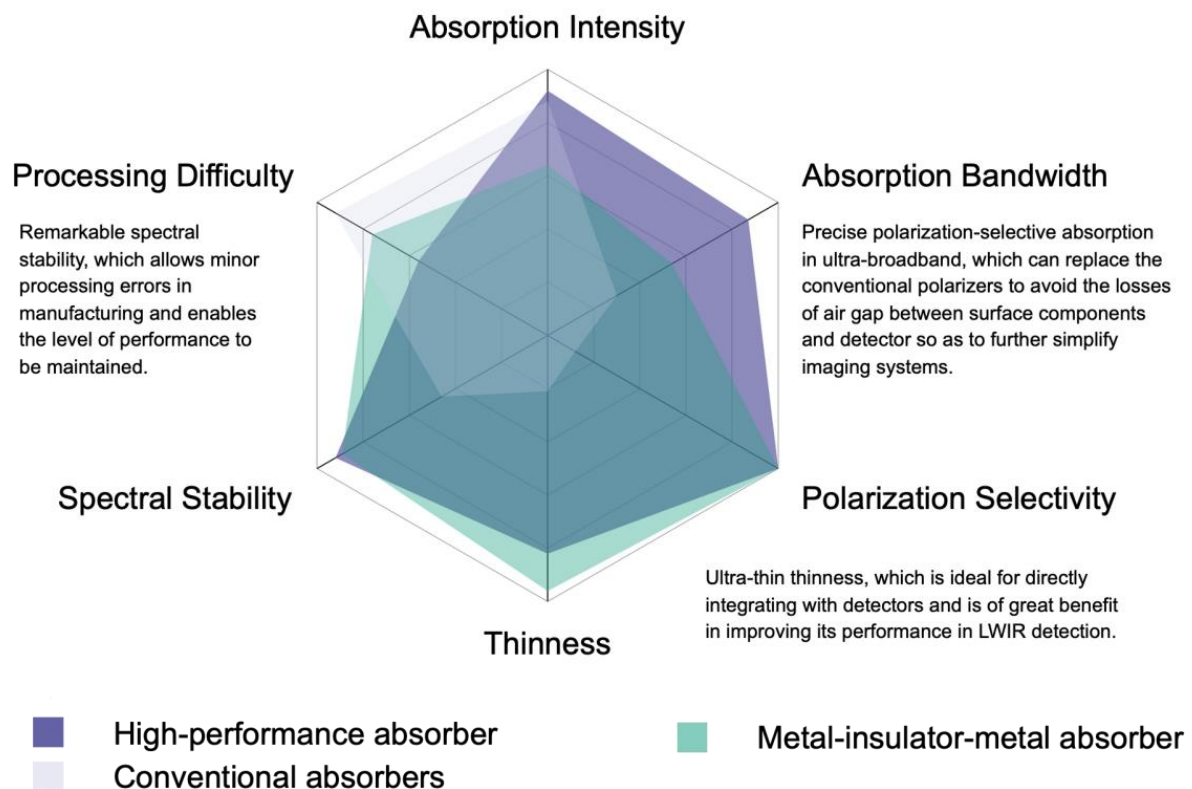 Absorption Intensity
Processing Difficulty
Remarkable spectral
stability, which allows minor
processing errors in
manufacturing and enables
the level of performance to
be maintained.
Absorption Bandwidth
Precise polarization-selective absorption
in ultra-broadband, which can replace the
conventional polarizers to avoid the losses
of air gap between surface components
and detector so as to further simplify
imaging systems.
Spectral Stability
Polarization Selectivity
Ultra-thin thinness, which is ideal for directly
integrating with detectors and is of great benefit
in improving its performance in LWIR detection.
Thinness
High-performance absorber
Metal-insulator-metal absorber
Conventional absorbers